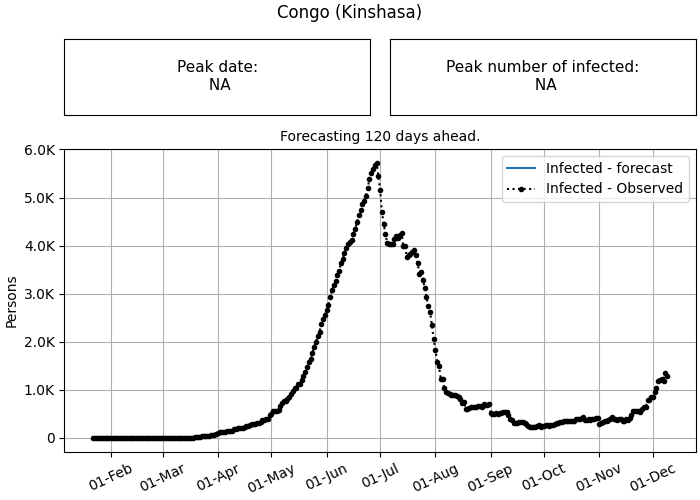 Congo (Kinshasa)
Peak date:
NA
Peak number of infected:
NA
Forecasting 120 days ahead.
6.0K
5.0K
4.0K
3.0K
2.0K
1.0K
0
Persons
Infected - forecast
Infected - Observed
01-Feb
01-Mar
01-Apr
01-May
01-Jun
01-Jul
01-Aug
01-Sep
01-Oct
01-Nov
01-Dec